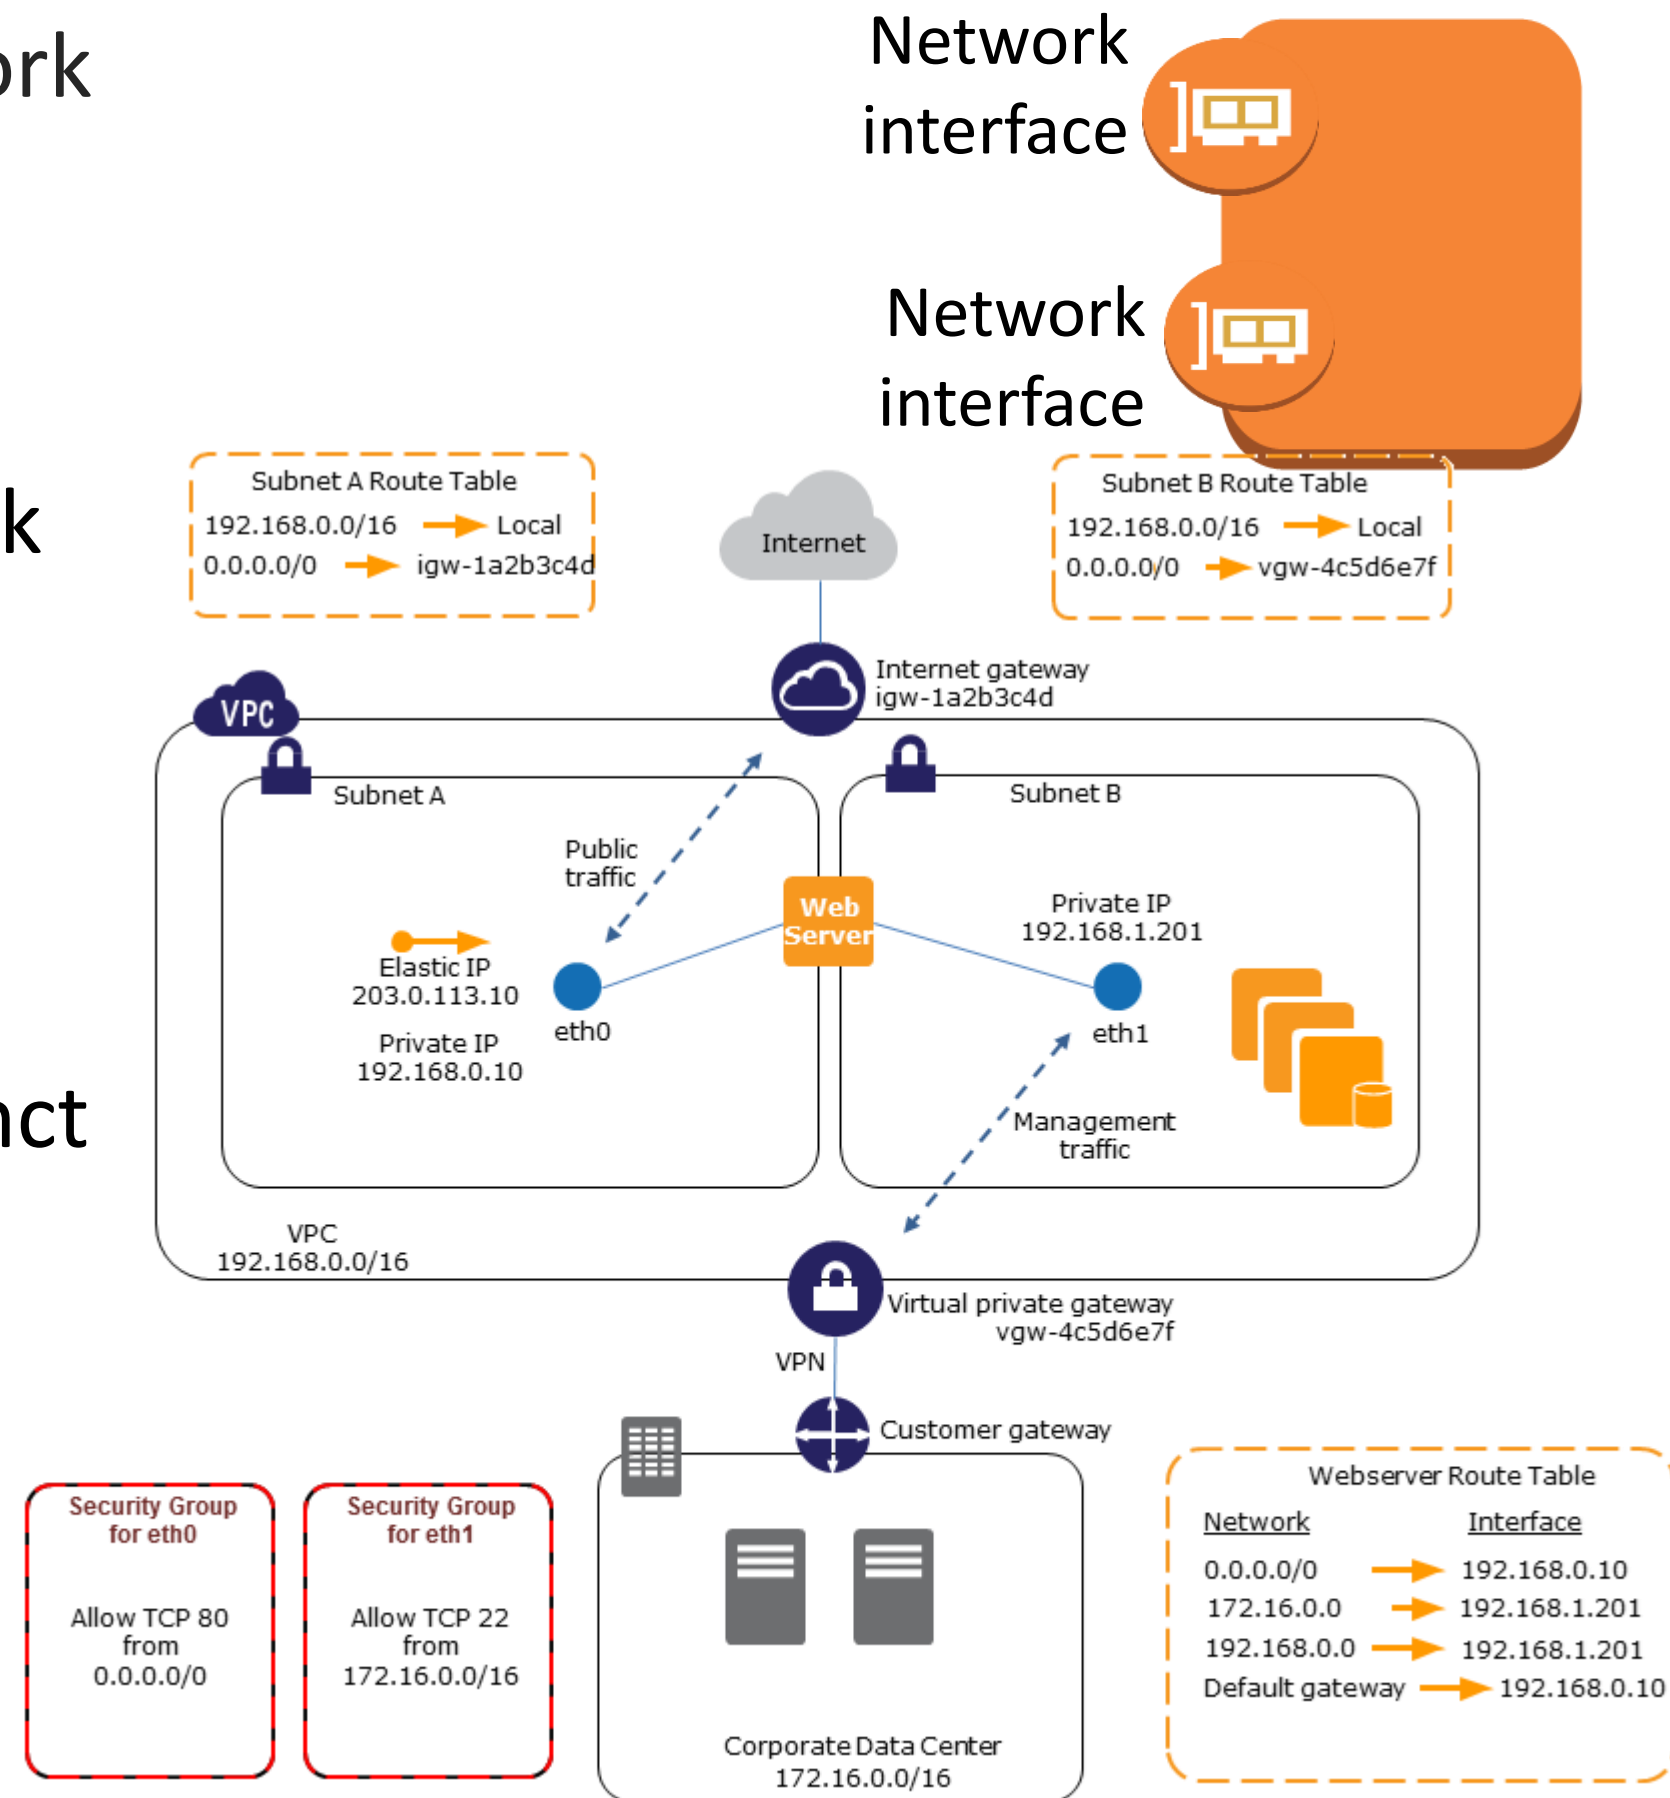 ork
Network
interface
Network
interface
k
nct
Subnet A Route Table
192.168.0.0/16 Local
0.0.0.0/0 igw-1a2b3c4d
Internet
Subnet B Route Table
192.168.0.0/16 Local
0.0.0.0/0 vgw-4c5d6e7f
Internet gateway
igw-1a2b3c4d
VPC
Subnet A
Subnet B
Public
traffic
Web
Server
Private IP
192.168.1.201
Elastic IP
203.0.113.10
eth0
Private IP
192.168.0.10
eth1
Management
traffic
VPC
192.168.0.0/16
Virtual private gateway
vgw-4c5d6e7f
VPN
Customer gateway
Security Group
for eth0
Allow TCP 80
from
0.0.0.0/0
Security Group
for eth1
Allow TCP 22
from
172.16.0.0/16
Corporate Data Center
172.16.0.0/16
Webserver Route Table
Network Interface
0.0.0.0/0 192.168.0.10
172.16.0.0 192.168.1.201
192.168.0.0 192.168.1.201
Default gateway 192.168.0.10